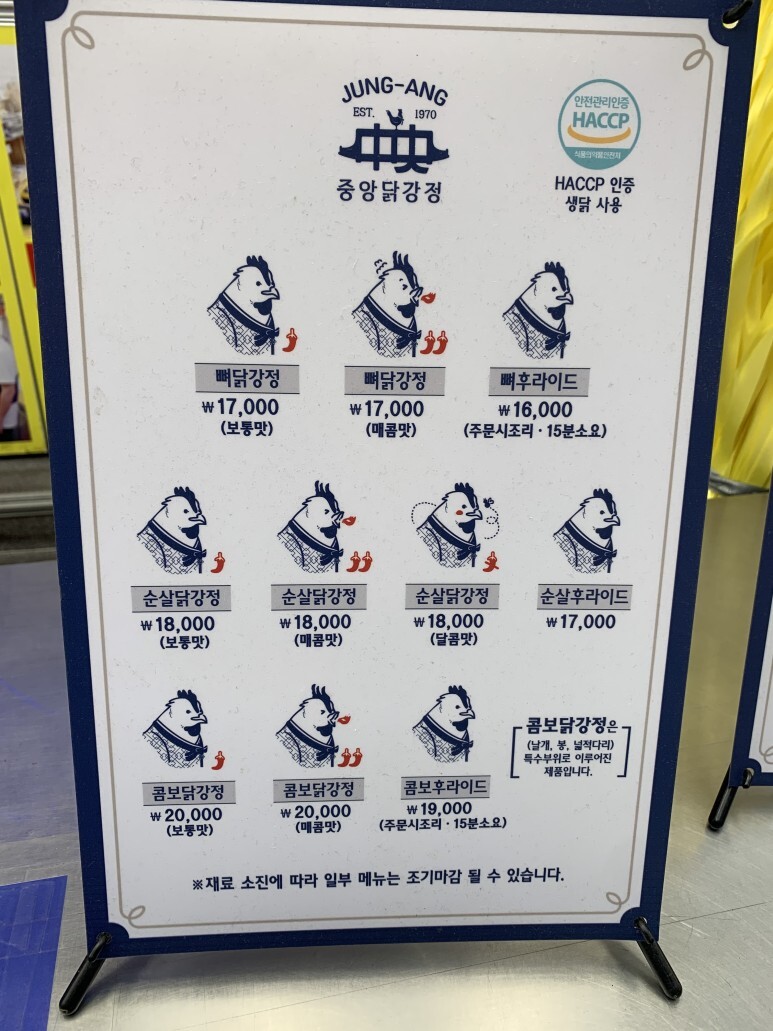 JUNG-ANG
EST. 1970
中央
중앙닭강정
안전관리인증
HACCP
식품의약품안전처
HACCP 인증
생닭 사용
뼈닭강정 뼈닭강정 뼈후라이드
₩17,000 ₩17,000 ₩16,000
(보통맛) (매콤맛) (주문시조리 · 15분소요)
순살닭강정 순살닭강정 순살닭강정 순살후라이드
₩18,000 ₩18,000 ₩18,000 ₩17,000
(보통맛) (매콤맛) (달콤맛)
콤보닭강정 콤보닭강정 콤보후라이드
₩20,000 ₩20,000 ₩19,000
(보통맛) (매콤맛) (주문시조리 · 15분소요)
콤보닭강정은
(날개, 봉, 넓적다리)
특수부위로 이루어진
제품입니다.
※재료 소진에 따라 일부 메뉴는 조기마감 될 수 있습니다.